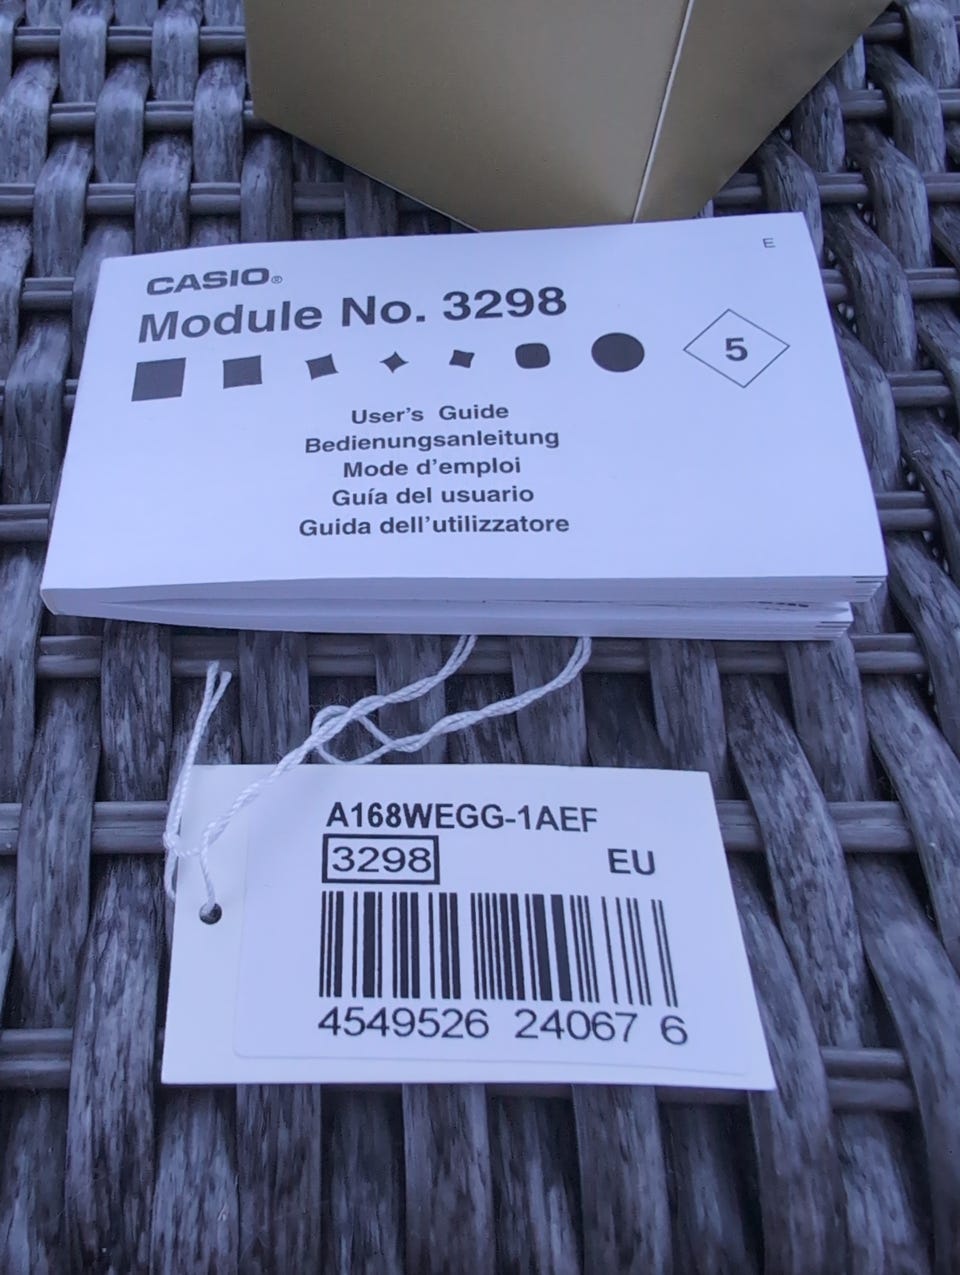 E
CASIO®
Module No. 3298
5
User's Guide
Bedienungsanleitung
Mode d'emploi
Guía del usuario
Guida dell'utilizzatore
A168WEGG-1AEF
3298 EU
4549526 24067 6